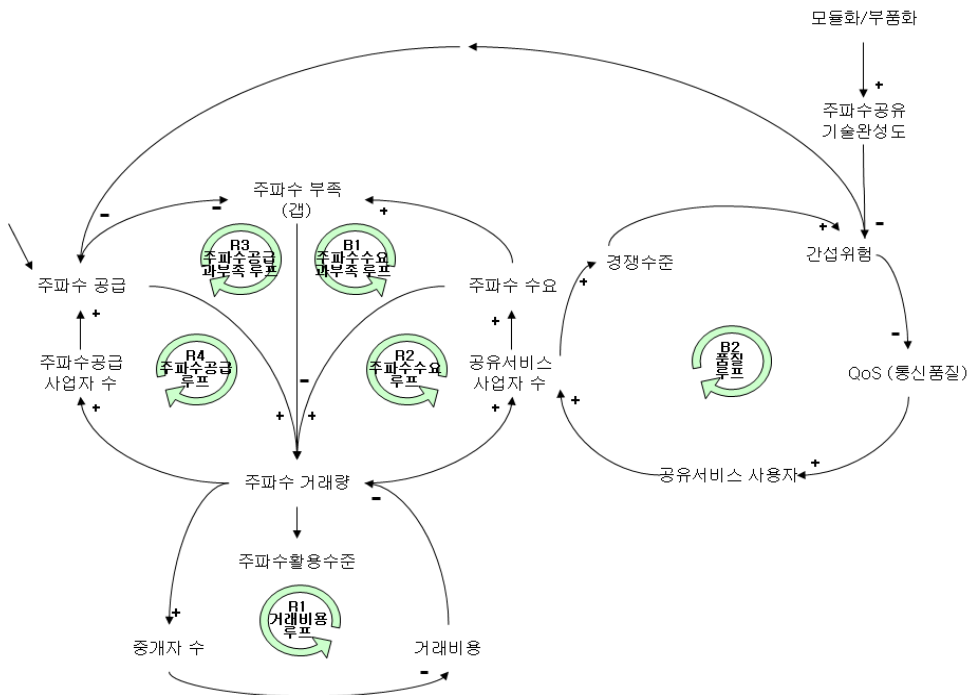 모듈화/부품화
+
주파수공유
기술완성도
-
-
주파수 부족
(갭)
-
+
R3
주파수공급
과부족 루프
B1
주파수수요
과부족 루프
+
경쟁수준
+
간섭위험
주파수 공급
주파수 수요
+
+
-
주파수공급
사업자 수
R4
주파수공급
루프
R2
주파수수요
루프
공유서비스
사업자 수
B2
품질
루프
QoS (통신품질)
-
+
+
+
+
+
+
주파수 거래량
-
공유서비스 사용자
주파수활용수준
R1
거래비용
루프
+
중개자 수
거래비용
-